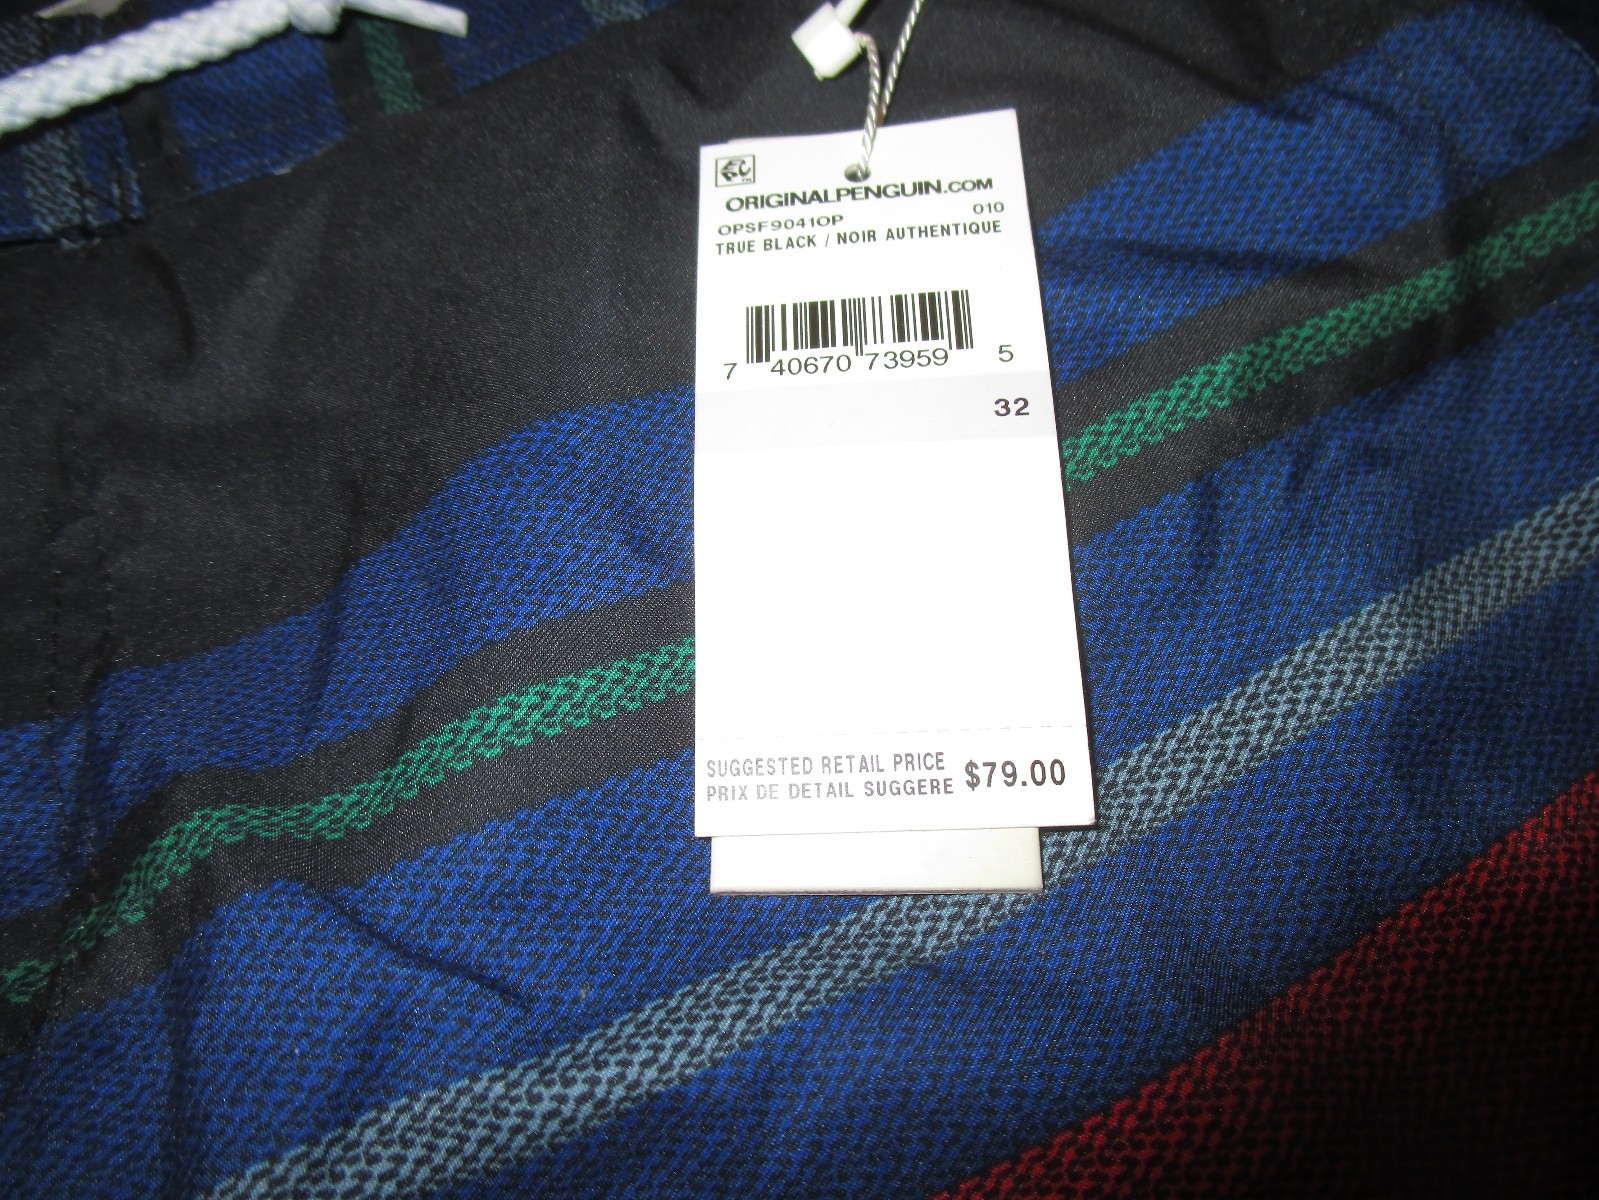 ORIGINALPENGUIN.COM
OPSF9041OP 010
TRUE BLACK / NOIR AUTHENTIQUE
7 40670 73959 5
32
SUGGESTED RETAIL PRICE
PRIX DE DETAIL SUGGERE $79.00